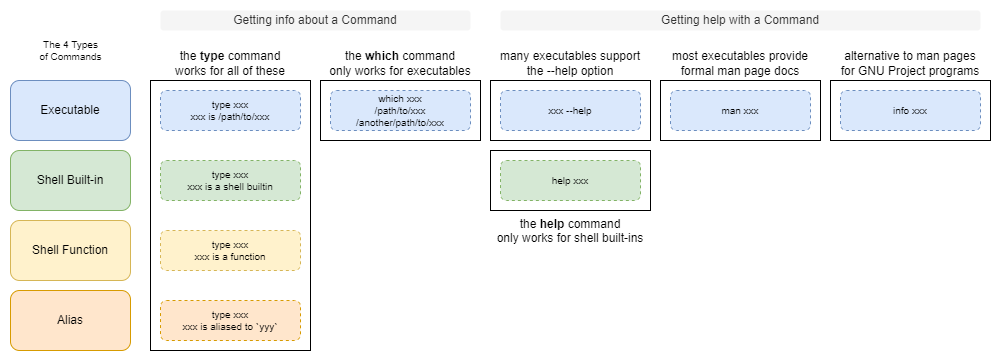 Getting info about a Command
Getting help with a Command
The 4 Types
of Commands
the type command
works for all of these
the which command
only works for executables
many executables support
the --help option
most executables provide
formal man page docs
alternative to man pages
for GNU Project programs
Executable
type xxx
xxx is /path/to/xxx
which xxx
/path/to/xxx
/another/path/to/xxx
xxx --help
man xxx
info xxx
Shell Built-in
type xxx
xxx is a shell builtin
help xxx
the help command
only works for shell built-ins
Shell Function
type xxx
xxx is a function
Alias
type xxx
xxx is aliased to `yyy`